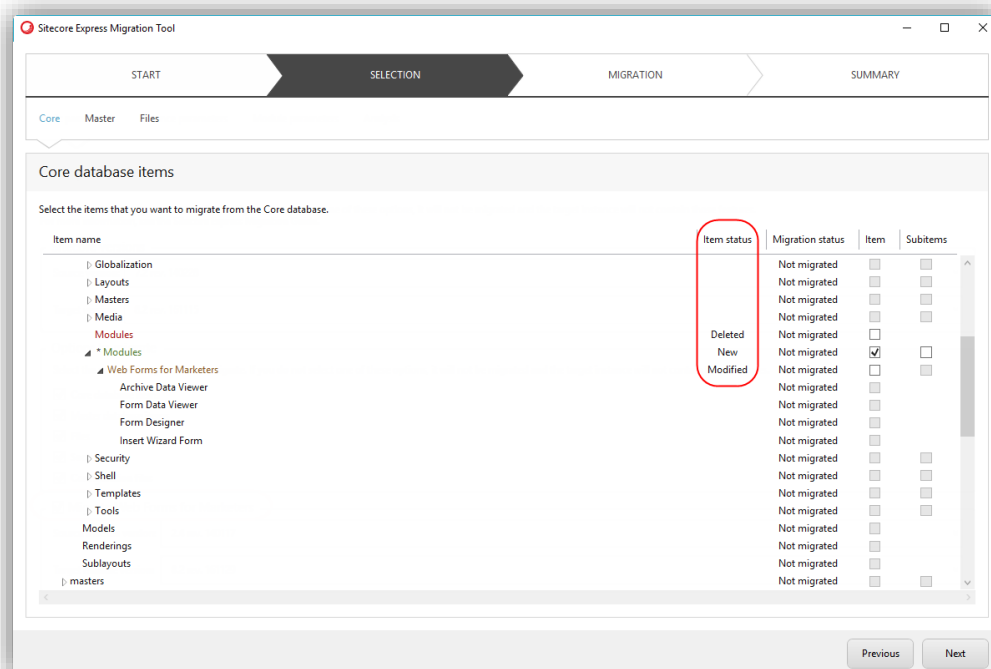 Sitecore Express Migration Tool
START SELECTION MIGRATION SUMMARY
Core Master Files
Core database items
Select the items that you want to migrate from the Core database.
Item name Item status Migration status Item Subitems
Globalization Not migrated
Layouts Not migrated
Masters Not migrated
Media Not migrated
Modules Deleted Not migrated
* Modules New Not migrated
Web Forms for Marketers Modified Not migrated
Archive Data Viewer Not migrated
Form Data Viewer Not migrated
Form Designer Not migrated
Insert Wizard Form Not migrated
Security Not migrated
Shell Not migrated
Templates Not migrated
Tools Not migrated
Models Not migrated
Renderings Not migrated
Sublayouts Not migrated
masters Not migrated
Previous Next